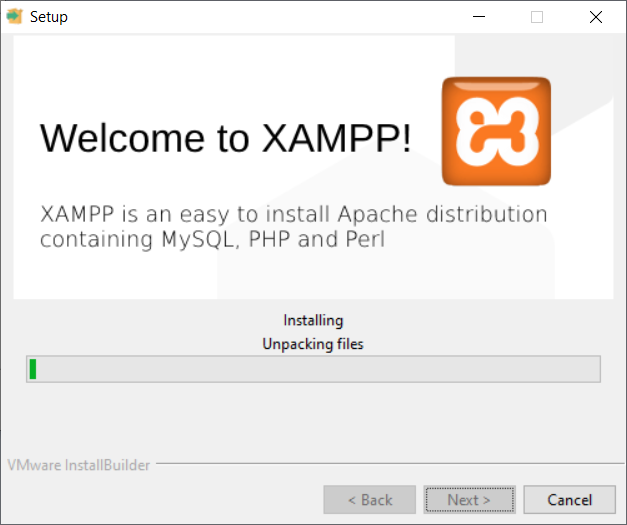 Setup
Welcome to XAMPP!
XAMPP is an easy to install Apache distribution
containing MySQL, PHP and Perl
Installing
Unpacking files
VMware InstallBuilder
< Back
Next >
Cancel